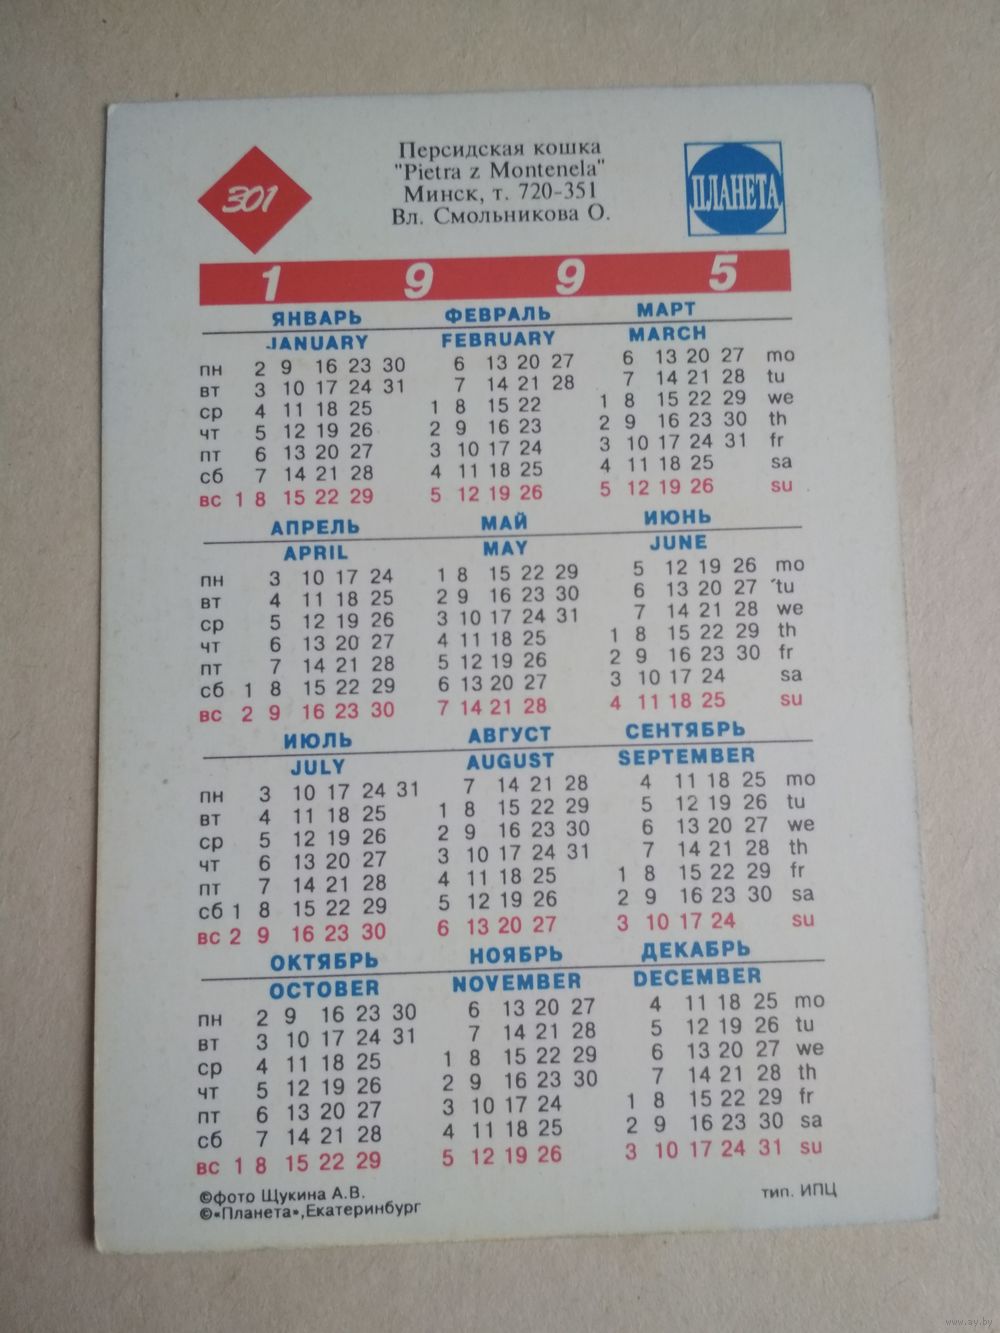 301
Персидская кошка
"Pietra z Montenela"
Минск, т. 720-351
Вл. Смольникова О.
ПЛАНЕТА
1 9 9 5
ЯНВАРЬ ФЕВРАЛЬ МАРТ
JANUARY FEBRUARY MARCH
пн 2 9 16 23 30 6 13 20 27 6 13 20 27 mo
вт 3 10 17 24 31 7 14 21 28 7 14 21 28 tu
ср 4 11 18 25 1 8 15 22 1 8 15 22 29 we
чт 5 12 19 26 2 9 16 23 2 9 16 23 30 th
пт 6 13 20 27 3 10 17 24 3 10 17 24 31 fr
сб 7 14 21 28 4 11 18 25 4 11 18 25 sa
вс 1 8 15 22 29 5 12 19 26 5 12 19 26 su
АПРЕЛЬ МАЙ ИЮНЬ
APRIL MAY JUNE
пн 3 10 17 24 1 8 15 22 29 5 12 19 26 mo
вт 4 11 18 25 2 9 16 23 30 6 13 20 27 tu
ср 5 12 19 26 3 10 17 24 31 7 14 21 28 we
чт 6 13 20 27 4 11 18 25 1 8 15 22 29 th
пт 7 14 21 28 5 12 19 26 2 9 16 23 30 fr
сб 1 8 15 22 29 6 13 20 27 3 10 17 24 sa
вс 2 9 16 23 30 7 14 21 28 4 11 18 25 su
ИЮЛЬ АВГУСТ СЕНТЯБРЬ
JULY AUGUST SEPTEMBER
пн 3 10 17 24 31 7 14 21 28 4 11 18 25 mo
вт 4 11 18 25 1 8 15 22 29 5 12 19 26 tu
ср 5 12 19 26 2 9 16 23 30 6 13 20 27 we
чт 6 13 20 27 3 10 17 24 31 7 14 21 28 th
пт 7 14 21 28 4 11 18 25 1 8 15 22 29 fr
сб 1 8 15 22 29 5 12 19 26 2 9 16 23 30 sa
вс 2 9 16 23 30 6 13 20 27 3 10 17 24 su
ОКТЯБРЬ НОЯБРЬ ДЕКАБРЬ
OCTOBER NOVEMBER DECEMBER
пн 2 9 16 23 30 6 13 20 27 4 11 18 25 mo
вт 3 10 17 24 31 7 14 21 28 5 12 19 26 tu
ср 4 11 18 25 1 8 15 22 29 6 13 20 27 we
чт 5 12 19 26 2 9 16 23 30 7 14 21 28 th
пт 6 13 20 27 3 10 17 24 1 8 15 22 29 fr
сб 7 14 21 28 4 11 18 25 2 9 16 23 30 sa
вс 1 8 15 22 29 5 12 19 26 3 10 17 24 31 su
©фото Щукина А.В. тип. ИПЦ
©«Планета»,Екатеринбург
www.ay.by